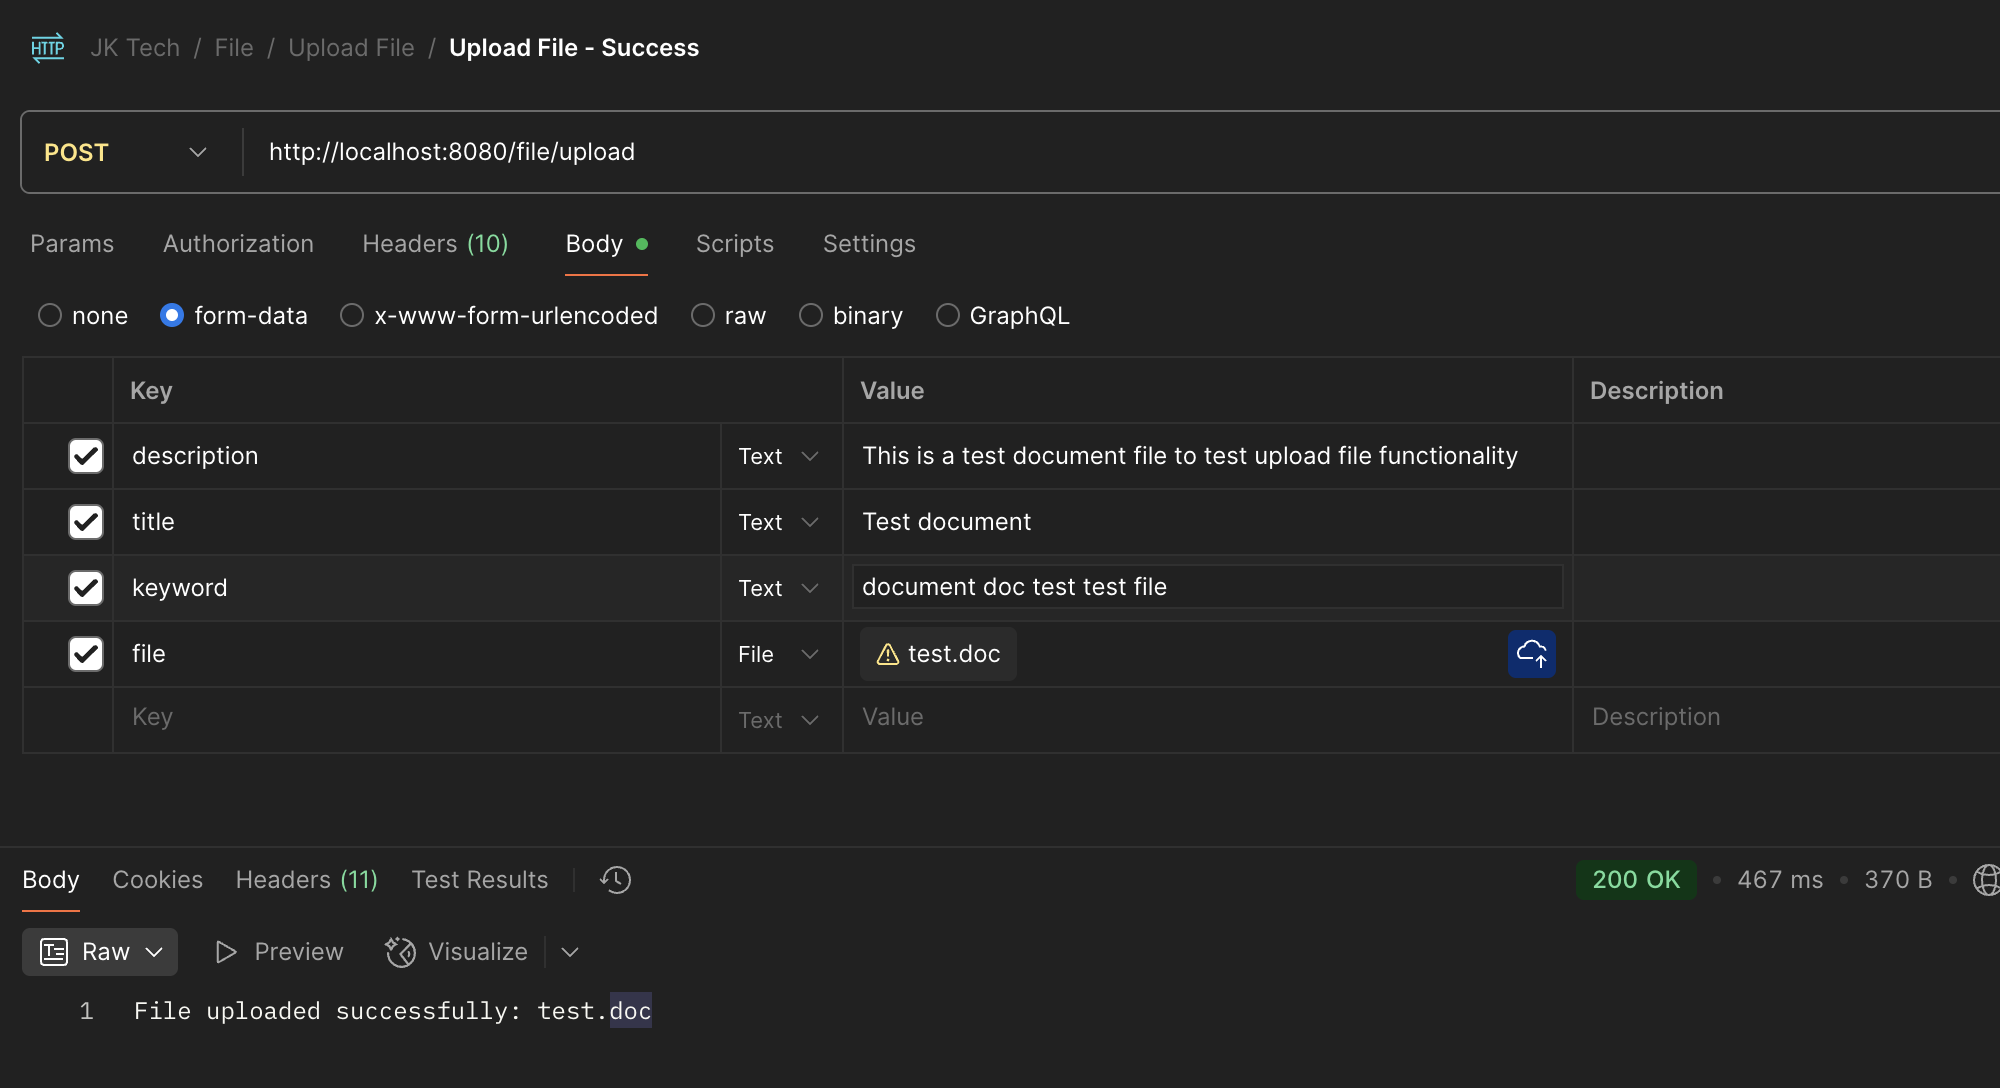 HTTP JK Tech / File / Upload File / Upload File - Success
POST http://localhost:8080/file/upload
Params Authorization Headers (10) Body Scripts Settings
none form-data x-www-form-urlencoded raw binary GraphQL
Key Value Description
description Text This is a test document file to test upload file functionality
title Text Test document
keyword Text document doc test test file
file File test.doc
Key Text Value Description
Body Cookies Headers (11) Test Results 200 OK • 467 ms • 370 B •
Raw Preview Visualize
1 File uploaded successfully: test.doc